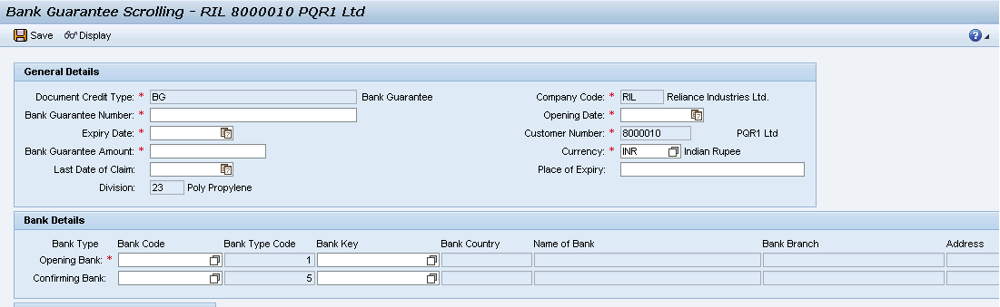 Bank Guarantee Scrolling - RIL 8000010 PQR1 Ltd
Save Display
General Details
Document Credit Type: * BG Bank Guarantee Company Code: * RIL Reliance Industries Ltd.
Bank Guarantee Number: * Opening Date: *
Expiry Date: * Customer Number: * 8000010 PQR1 Ltd
Bank Guarantee Amount: * Currency: * INR Indian Rupee
Last Date of Claim: Place of Expiry:
Division: 23 Poly Propylene
Bank Details
Bank Type Bank Code Bank Type Code Bank Key Bank Country Name of Bank Bank Branch Address
Opening Bank: * 1
Confirming Bank: 5